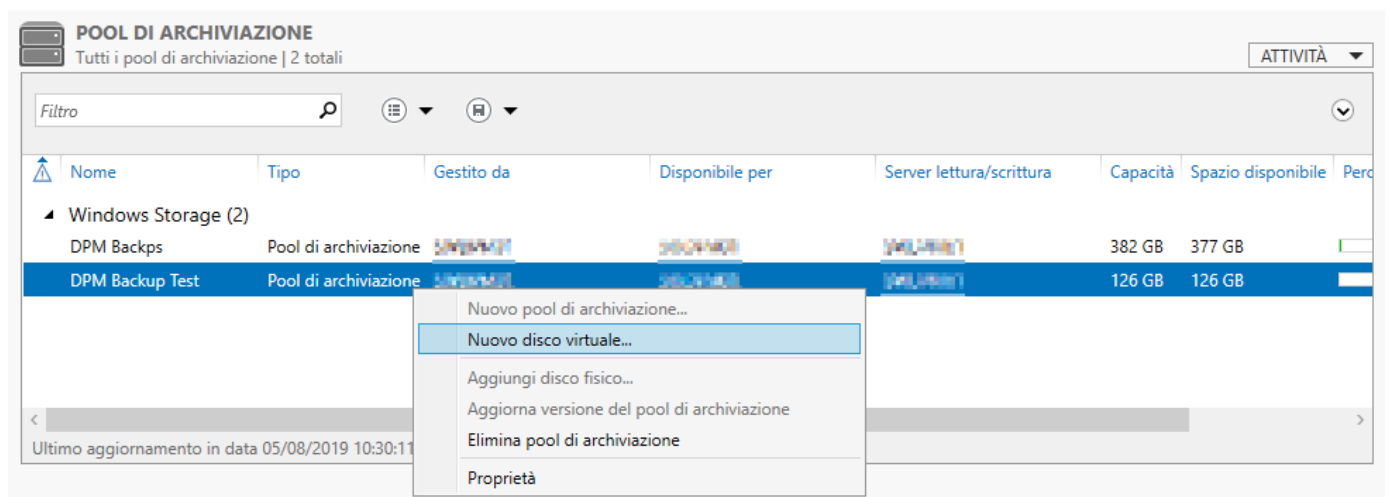 POOL DI ARCHIVIAZIONE
Tutti i pool di archiviazione | 2 totali
ATTIVITÀ
Filtro
Nome Tipo Gestito da Disponibile per Server lettura/scrittura Capacità Spazio disponibile Perc
Windows Storage (2)
DPM Backps Pool di archiviazione 382 GB 377 GB
DPM Backup Test Pool di archiviazione 126 GB 126 GB
Nuovo pool di archiviazione...
Nuovo disco virtuale...
Aggiungi disco fisico...
Aggiorna versione del pool di archiviazione
Elimina pool di archiviazione
Proprietà
Ultimo aggiornamento in data 05/08/2019 10:30:11